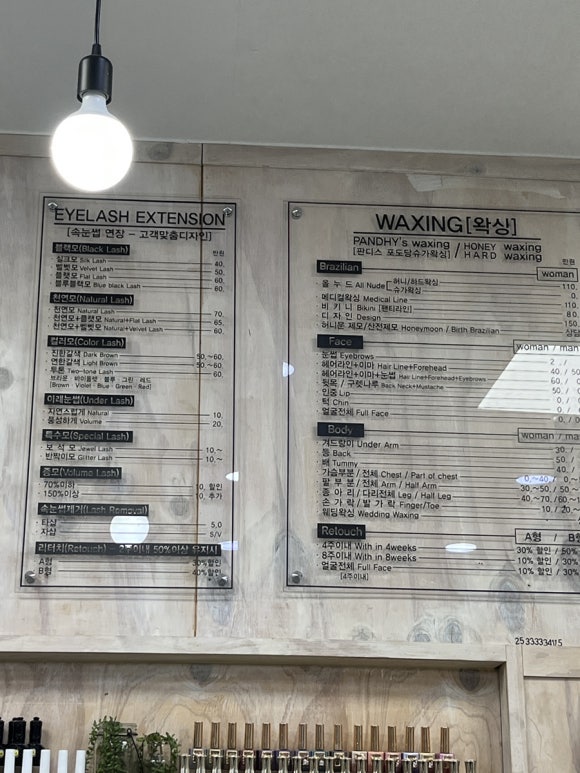 EYELASH EXTENSION
[속눈썹 연장 - 고객맞춤디자인]
만원
블랙모(Black Lash)
실크모 Silk Lash 40.
벨벳모 Velvet Lash 50.
플랫모 Flat Lash 60.
블루블랙모 Blue black Lash 60.
천연모(Natural Lash)
천연모 Natural Lash 70.
천연모+플랫모 Natural+Flat Lash 65.
천연모+벨벳모 Natural+Velvet Lash 60.
컬러모(Color Lash)
진한갈색 Dark Brown 50.~60.
연한갈색 Light Brown 50.~60.
투톤 Two-tone Lash 60.
브라운 · 바이올렛 · 블루 · 그린 · 레드
[Brown · Violet · Blue · Green · Red]
아래눈썹(Under Lash)
자연스럽게 Natural 10.
풍성하게 Volume 20.
특수모(Special Lash)
보 석 모 Jewel Lash 10.~
반짝이모 Glitter Lash 10.~
증모(Volume Lash)
70%이하 10. 할인
150%이상 10. 추가
속눈썹제거(Lash Removal)
타샵 5.0
자샵 S/V
리터치(Retouch) - 2주이내 50%이상 유지시
A형 30%할인
B형 40%할인
WAXING[왁싱]
PANDHY's waxing / HONEY waxing
[판디스 포도당슈가왁싱] / HARD waxing
만원
Brazilian woman
올 누 드 All Nude 허니/하드왁싱 110.
슈가왁싱
메디컬왁싱 Medical Line
비 키 니 Bikini [팬티라인]
디 자 인 Design 80.
허니문 제모/산전제모 Honeymoon / Birth Brazilian 150.
Face woman / man
눈썹 Eyebrows
헤어라인+이마 Hair Line+Forehead
헤어라인+이마+눈썹 Hair Line+Forehead+Eyebrows
뒷목 / 구렛나루 Back Neck+Mustache
인중 Lip
턱 Chin
얼굴전체 Full Face
Body woman / ma
겨드랑이 Under Arm
등 Back
배 Tummy
가슴부분/전체 Chest / Part of chest
팔 부 분/전체 Arm / Half Arm
종 아 리/다리전체 Leg / Half Leg
손 가 락/발 가 락 Finger/Toe
웨딩왁싱 Wedding Waxing
Retouch A형 / B형
4주이내 With in 4weeks 30% 할인 / 50%
8주이내 With in 8weeks 10% 할인 / 30%
얼굴전체 Full Face 10% 할인 / 30%
[4주이내]